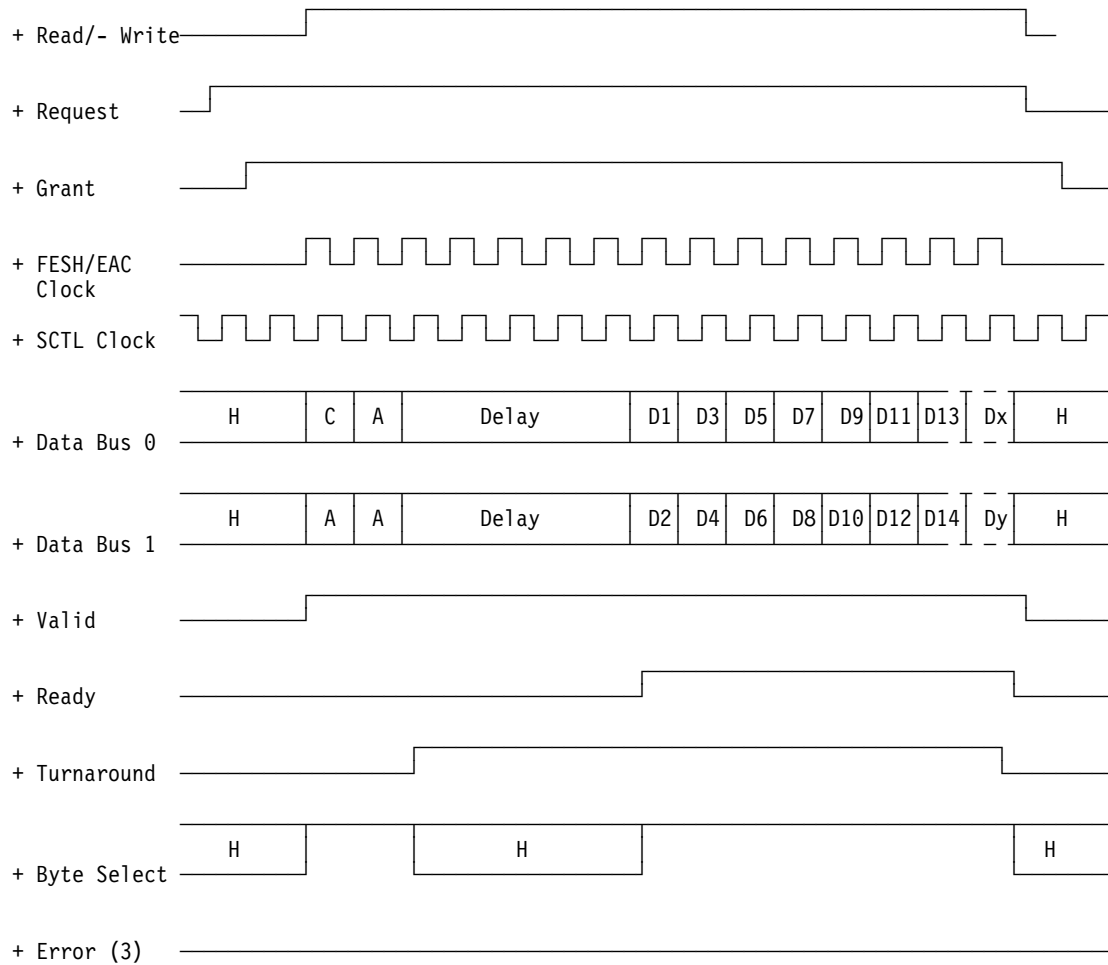 + Read/- Write
+ Request
+ Grant
+ FESH/EAC
Clock
+ SCTL Clock
H C A Delay D1 D3 D5 D7 D9 D11 D13 Dx H
+ Data Bus 0
H A A Delay D2 D4 D6 D8 D10 D12 D14 Dy H
+ Data Bus 1
+ Valid
+ Ready
+ Turnaround
H H H
+ Byte Select
+ Error (3)